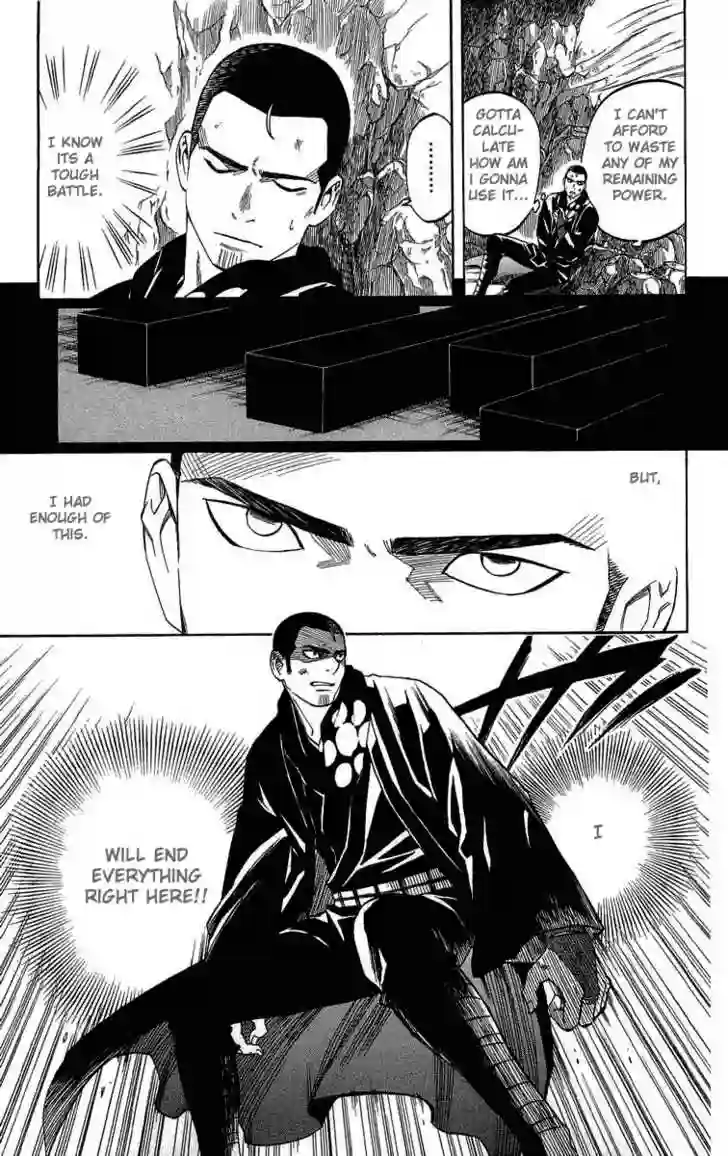 I CAN'T
AFFORD
TO WASTE
ANY OF MY
REMAINING
POWER.
GOTTA
CALCU-
LATE
HOW AM
I GONNA
USE IT...
.......
I KNOW
ITS A
TOUGH
BATTLE.
BUT,
I HAD
ENOUGH OF
THIS.
I
WILL END
EVERYTHING
RIGHT HERE!!